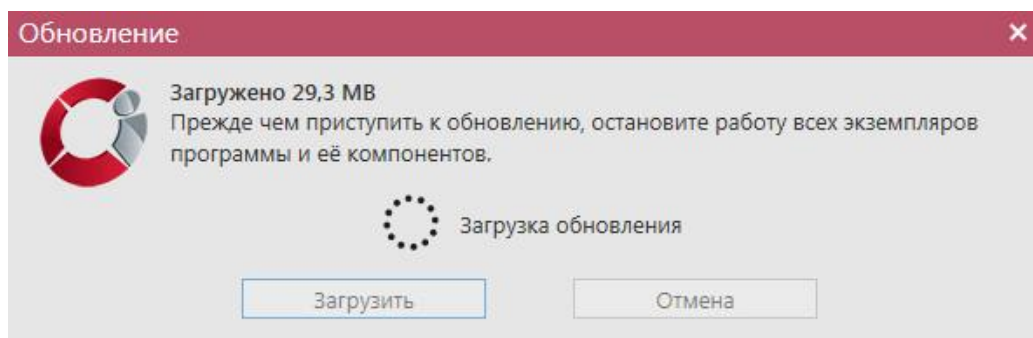 Обновление
Загружено 29,3 MB
Прежде чем приступить к обновлению, остановите работу всех экземпляров
программы и её компонентов.
Загрузка обновления
Загрузить
Отмена